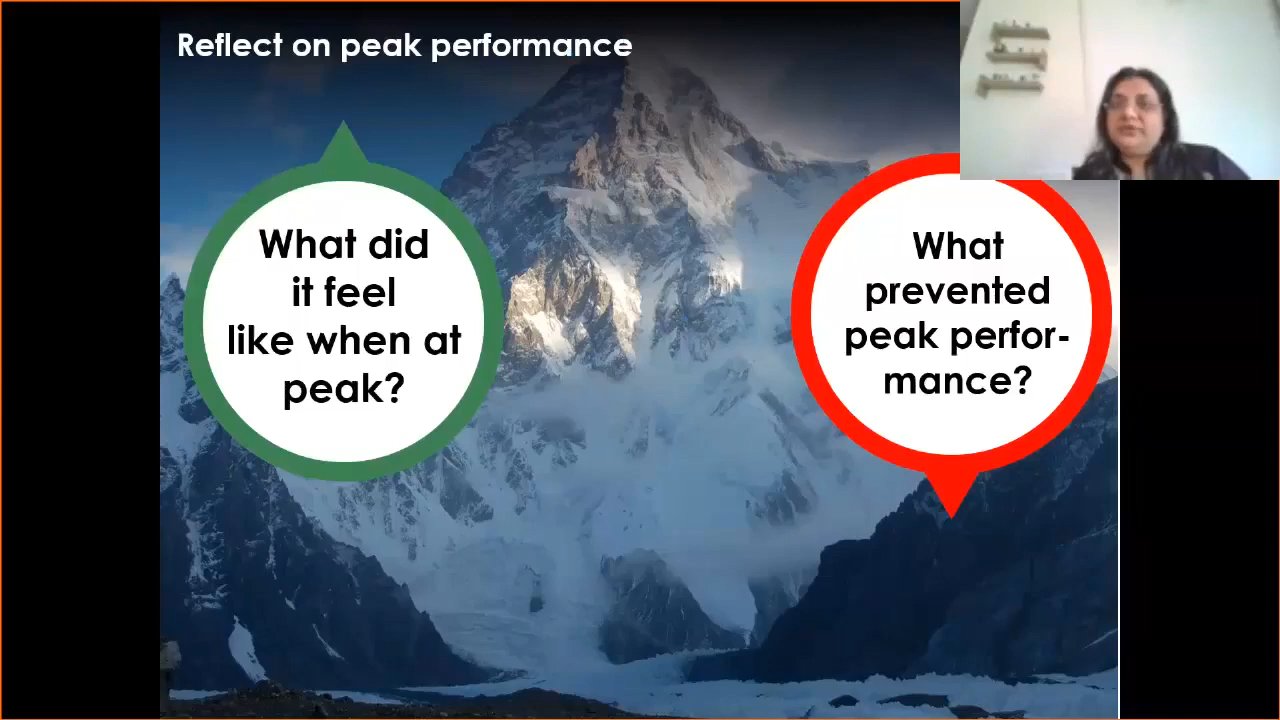 Reflect on peak performance
What did
it feel
like when at
peak?
What
prevented
peak perfor-
mance?